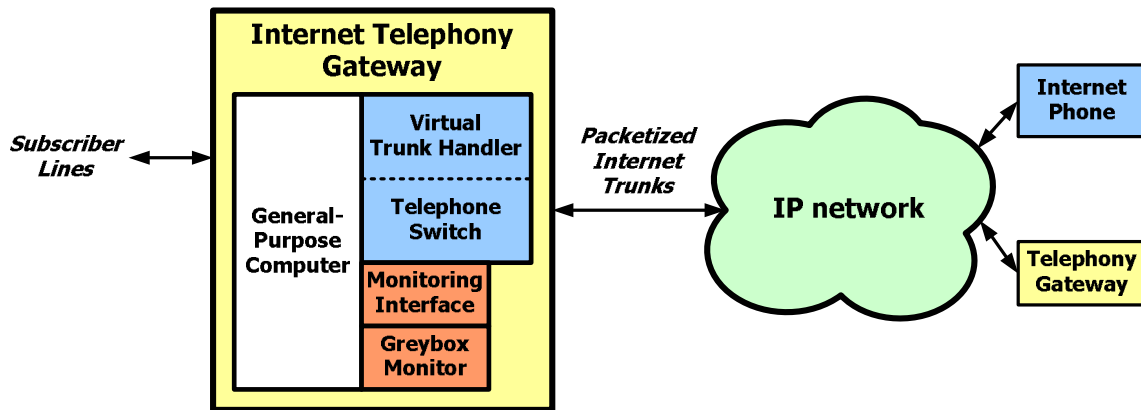 Internet Telephony
Gateway
Subscriber
Lines
General-
Purpose
Computer
Virtual
Trunk Handler
Telephone
Switch
Monitoring
Interface
Greybox
Monitor
Packetized
Internet
Trunks
IP network
Internet
Phone
Telephony
Gateway